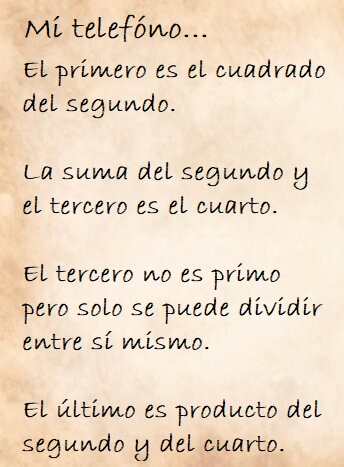 Mi telefóno...
El primero es el cuadrado
del segundo.
La suma del segundo y
el tercero es el cuarto.
El tercero no es primo
pero solo se puede dividir
entre sí mismo.
El último es producto del
segundo y del cuarto.